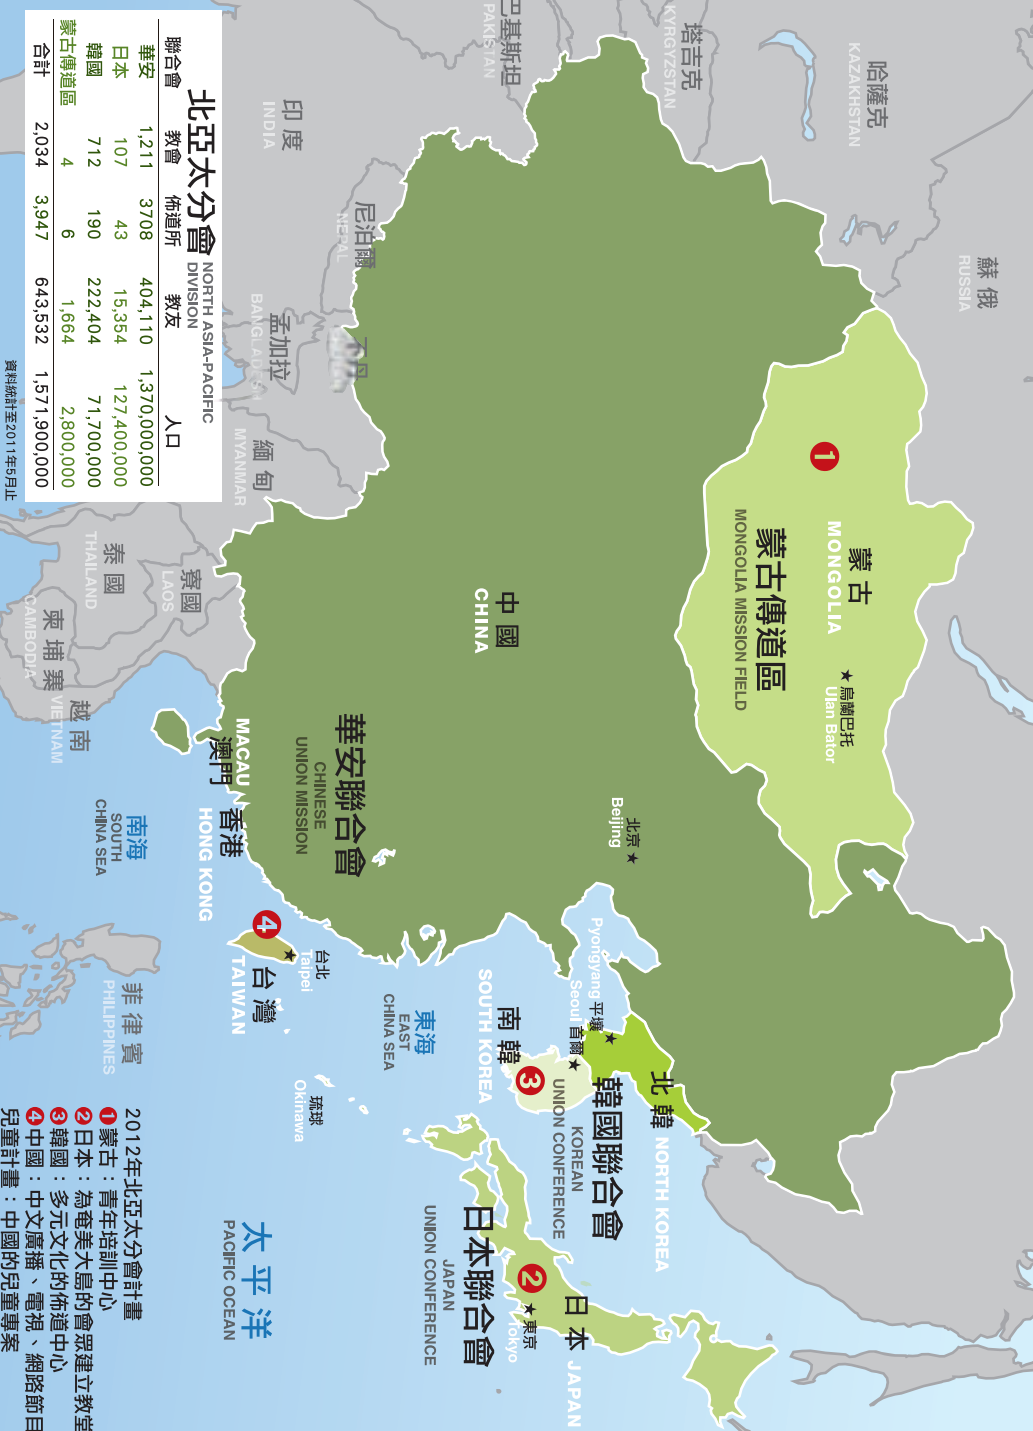 哈薩克
KAZAKHSTAN
塔吉克
KYRGYZSTAN
巴基斯坦
PAKISTAN
蘇俄
RUSSIA
印度
INDIA
尼泊爾
NEPAL
孟加拉
BANGLADESH
緬甸
MYANMAR
泰國
THAILAND
寮國
LAOS
柬埔寨
CAMBODIA
越南
VIETNAM
蒙古
MONGOLIA
烏蘭巴托
Ulan Bator
蒙古傳道區
MONGOLIA MISSION FIELD
中國
CHINA
北京
Beijing
華安聯合會
CHINESE
UNION MISSION
MACAU
澳門
香港
HONG KONG
南海
SOUTH
CHINA SEA
台北
Taipei
台灣
TAIWAN
4
1
菲律賓
PHILIPPINES
東海
EAST
CHINA SEA
琉球
Okinawa
北韓
NORTH KOREA
平壤
Pyongyang
首爾
Seoul
韓國聯合會
KOREAN
UNION CONFERENCE
南韓
SOUTH KOREA
3
日本
JAPAN
東京
Tokyo
2
日本聯合會
JAPAN
UNION CONFERENCE
太平洋
PACIFIC OCEAN
北亞太分會 NORTH ASIA-PACIFIC DIVISION
聯合會 教會 佈道所 教友 人口
華安 1,211 3708 404,110 1,370,000,000
日本 107 43 15,354 127,400,000
韓國 712 190 222,404 71,700,000
蒙古傳道區 4 6 1,664 2,800,000
合計 2,034 3,947 643,532 1,571,900,000
資料統計至2011年5月止
2012年北亞太分會計畫
1 蒙古：青年培訓中心
2 日本：為奄美大島的會眾建立教堂
3 韓國：多元文化的佈道中心
4 中國：中文廣播、電視、網路節目
兒童計畫：中國的兒童專案